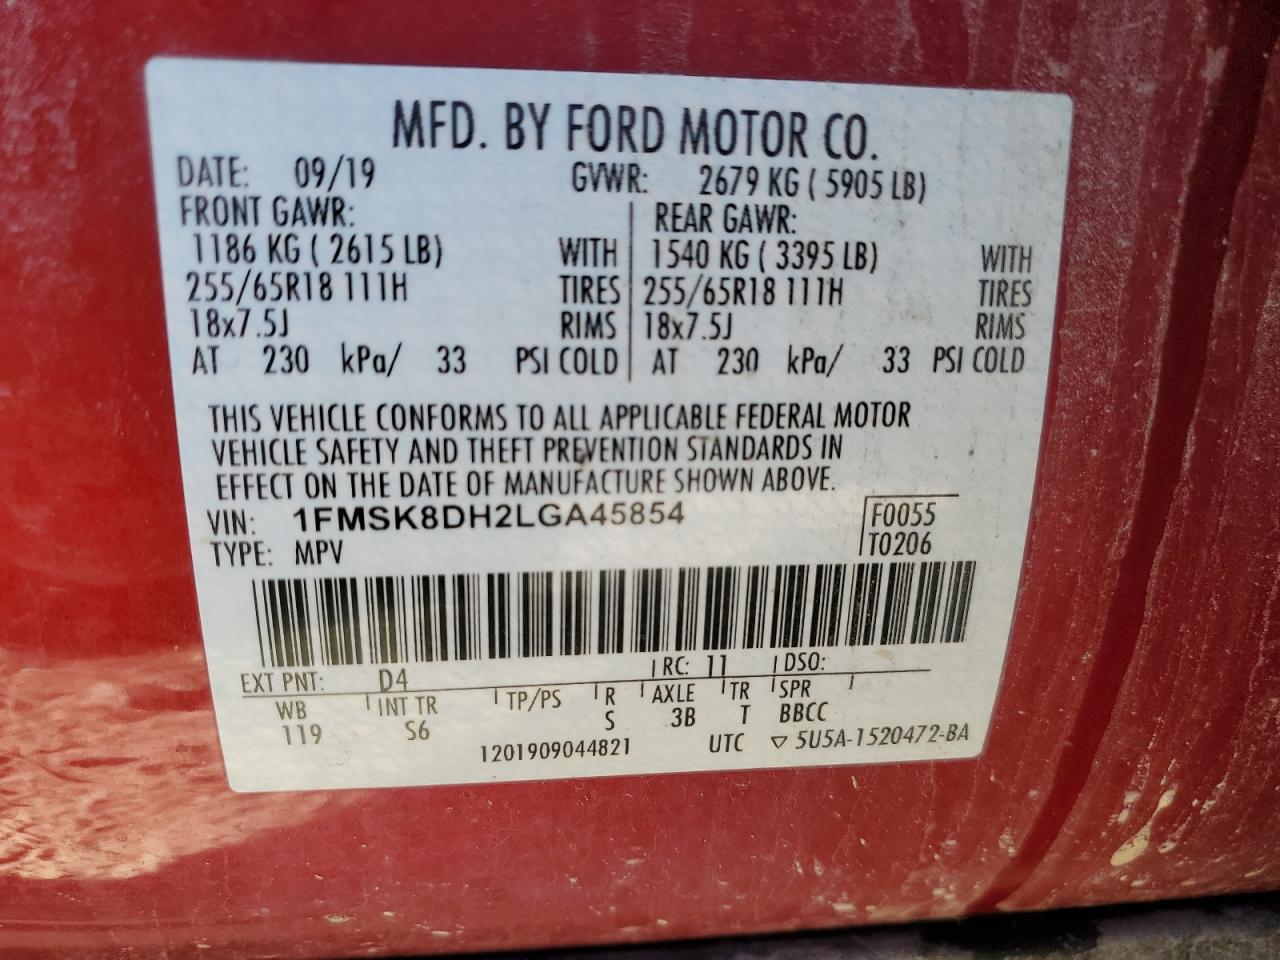 MFD. BY FORD MOTOR CO.
DATE: 09/19 GVWR: 2679 KG ( 5905 LB)
FRONT GAWR: REAR GAWR:
1186 KG ( 2615 LB) WITH 1540 KG ( 3395 LB) WITH
255/65R18 111H TIRES 255/65R18 111H TIRES
18x7.5J RIMS 18x7.5J RIMS
AT 230 kPa/ 33 PSI COLD AT 230 kPa/ 33 PSI COLD
THIS VEHICLE CONFORMS TO ALL APPLICABLE FEDERAL MOTOR
VEHICLE SAFETY AND THEFT PREVENTION STANDARDS IN
EFFECT ON THE DATE OF MANUFACTURE SHOWN ABOVE.
VIN: 1FMSK8DH2LGA45854 F0055
TYPE: MPV T0206
EXT PNT: D4 RC: 11 DSO:
WB INT TR TP/PS R AXLE TR SPR
119 S6 S 3B T BBCC
1201909044821 UTC ▽ 5U5A-1520472-BA